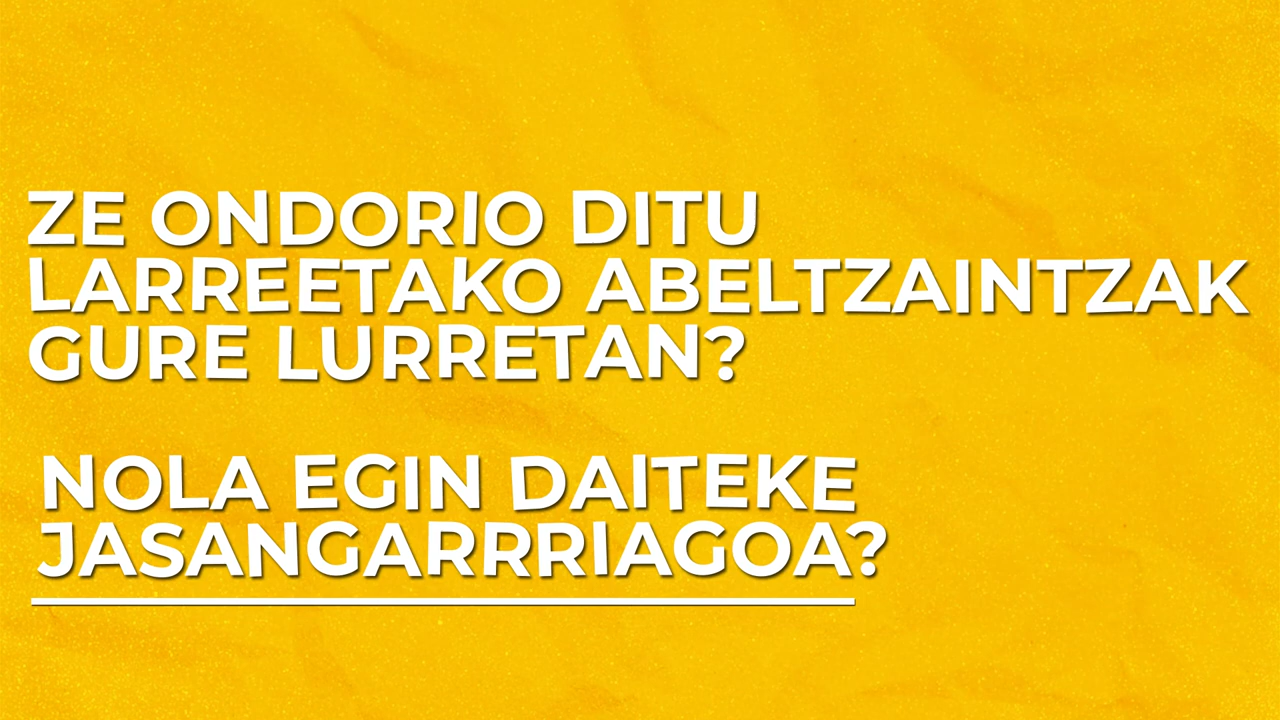 ZE ONDORIO DITU
LARREETAKO ABELTZAINTZAK
GURE LURRETAN?
NOLA EGIN DAITEKE
JASANGARRRIAGOA?